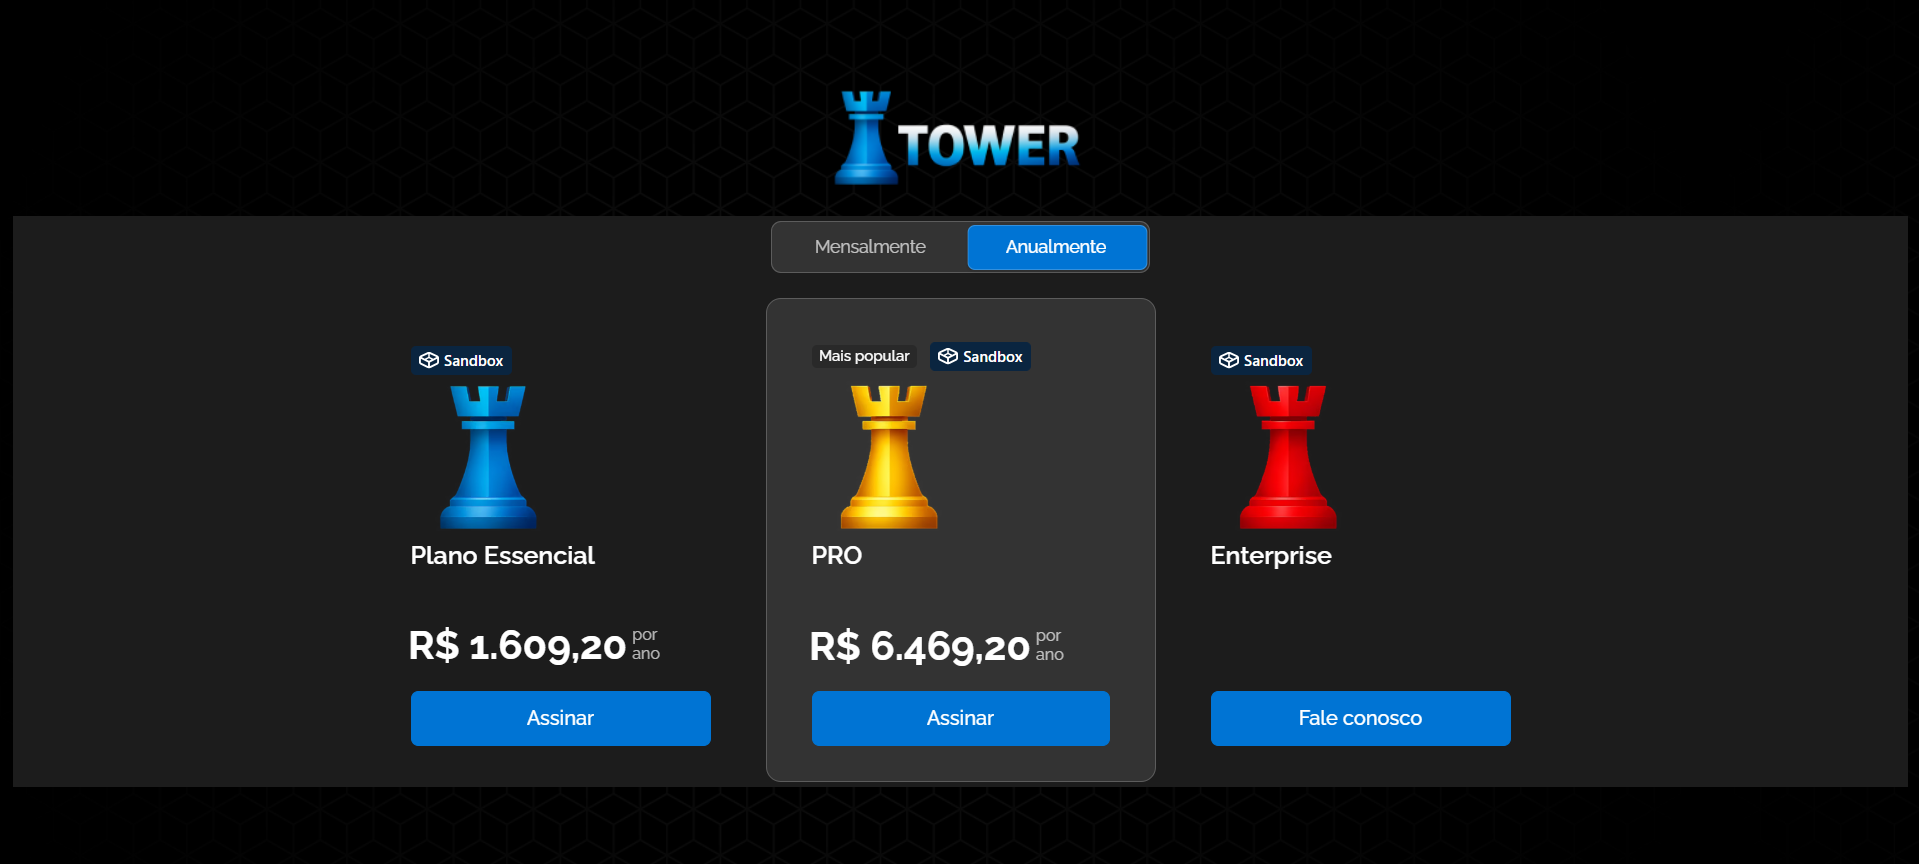 TOWER
Mensalmente
Anualmente
Sandbox
Plano Essencial
R$ 1.609,20 por
ano
Assinar
Mais popular
Sandbox
PRO
R$ 6.469,20 por
ano
Assinar
Sandbox
Enterprise
Fale conosco